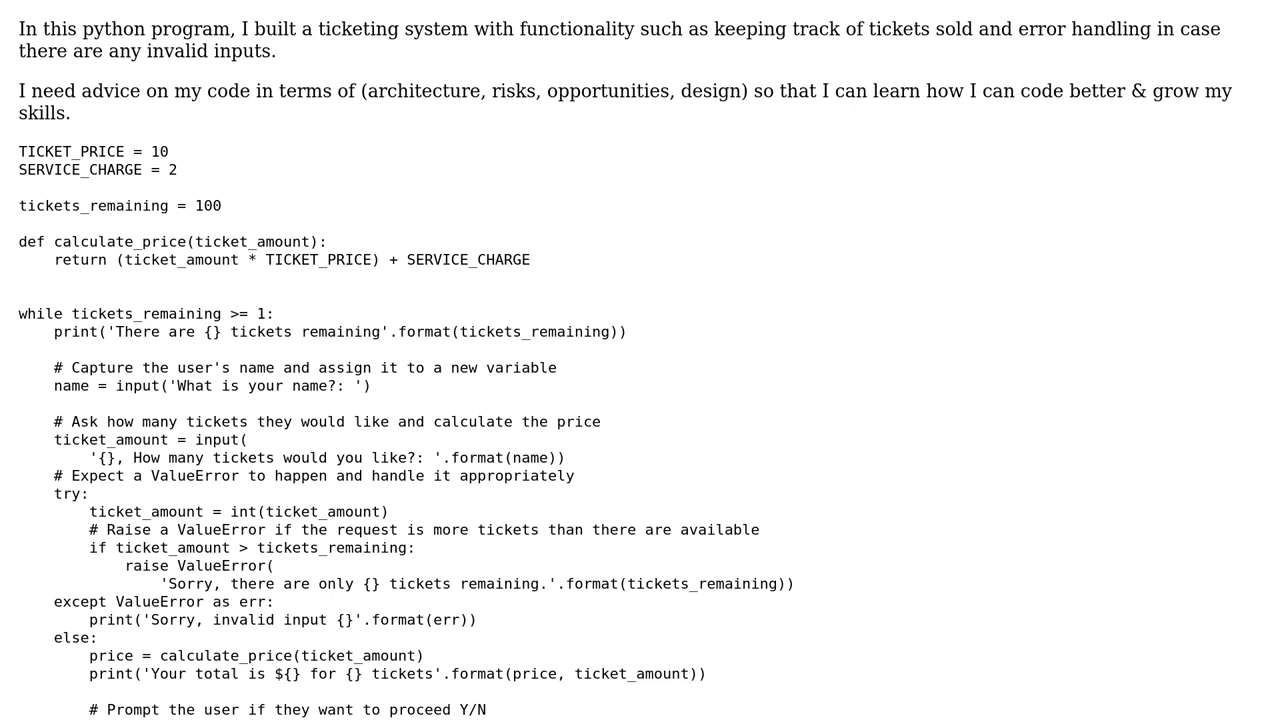 In this python program, I built a ticketing system with functionality such as keeping track of tickets sold and error handling in case
there are any invalid inputs.
I need advice on my code in terms of (architecture, risks, opportunities, design) so that I can learn how I can code better & grow my
skills.
TICKET_PRICE = 10
SERVICE_CHARGE = 2
tickets_remaining = 100
def calculate_price(ticket_amount):
    return (ticket_amount * TICKET_PRICE) + SERVICE_CHARGE
while tickets_remaining >= 1:
    print('There are {} tickets remaining'.format(tickets_remaining))
    # Capture the user's name and assign it to a new variable
    name = input('What is your name?: ')
    # Ask how many tickets they would like and calculate the price
    ticket_amount = input(
        '{}, How many tickets would you like?: '.format(name))
    # Expect a ValueError to happen and handle it appropriately
    try:
        ticket_amount = int(ticket_amount)
        # Raise a ValueError if the request is more tickets than there are available
        if ticket_amount > tickets_remaining:
            raise ValueError(
                'Sorry, there are only {} tickets remaining.'.format(tickets_remaining))
    except ValueError as err:
        print('Sorry, invalid input {}'.format(err))
    else:
        price = calculate_price(ticket_amount)
        print('Your total is ${} for {} tickets'.format(price, ticket_amount))
        # Prompt the user if they want to proceed Y/N